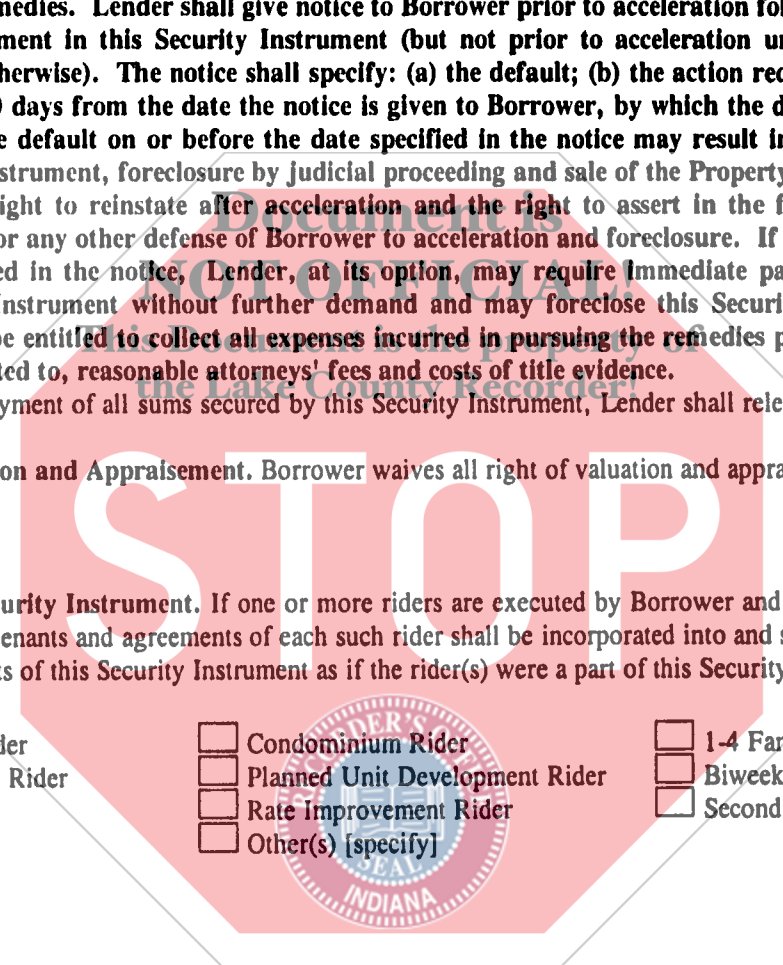 medies. Lender shall give notice to Borrower prior to acceleration fol
ment in this Security Instrument (but not prior to acceleration un
therwise). The notice shall specify: (a) the default; (b) the action rec
0 days from the date the notice is given to Borrower, by which the d
e default on or before the date specified in the notice may result in
strument, foreclosure by judicial proceeding and sale of the Property
ight to reinstate after acceleration and the right to assert in the f
or any other defense of Borrower to acceleration and foreclosure. If
ed in the notice, Lender, at its option, may require immediate pa
Instrument without further demand and may foreclose this Securi
be entitled to collect all expenses incurred in pursuing the remedies p
ted to, reasonable attorneys' fees and costs of title evidence.
yment of all sums secured by this Security Instrument, Lender shall rele
Document is
NOT OFFICIAL!
This Document is the property of
the Lake County Recorder!
on and Appraisement. Borrower waives all right of valuation and appra
STOP
urity Instrument. If one or more riders are executed by Borrower and
enants and agreements of each such rider shall be incorporated into and s
ts of this Security Instrument as if the rider(s) were a part of this Security
der Condominium Rider 1-4 Fam
Rider Planned Unit Development Rider Biweek
Rate Improvement Rider Second
Other(s) [specify]
RECORDER'S OFFICE
SEAL
INDIANA